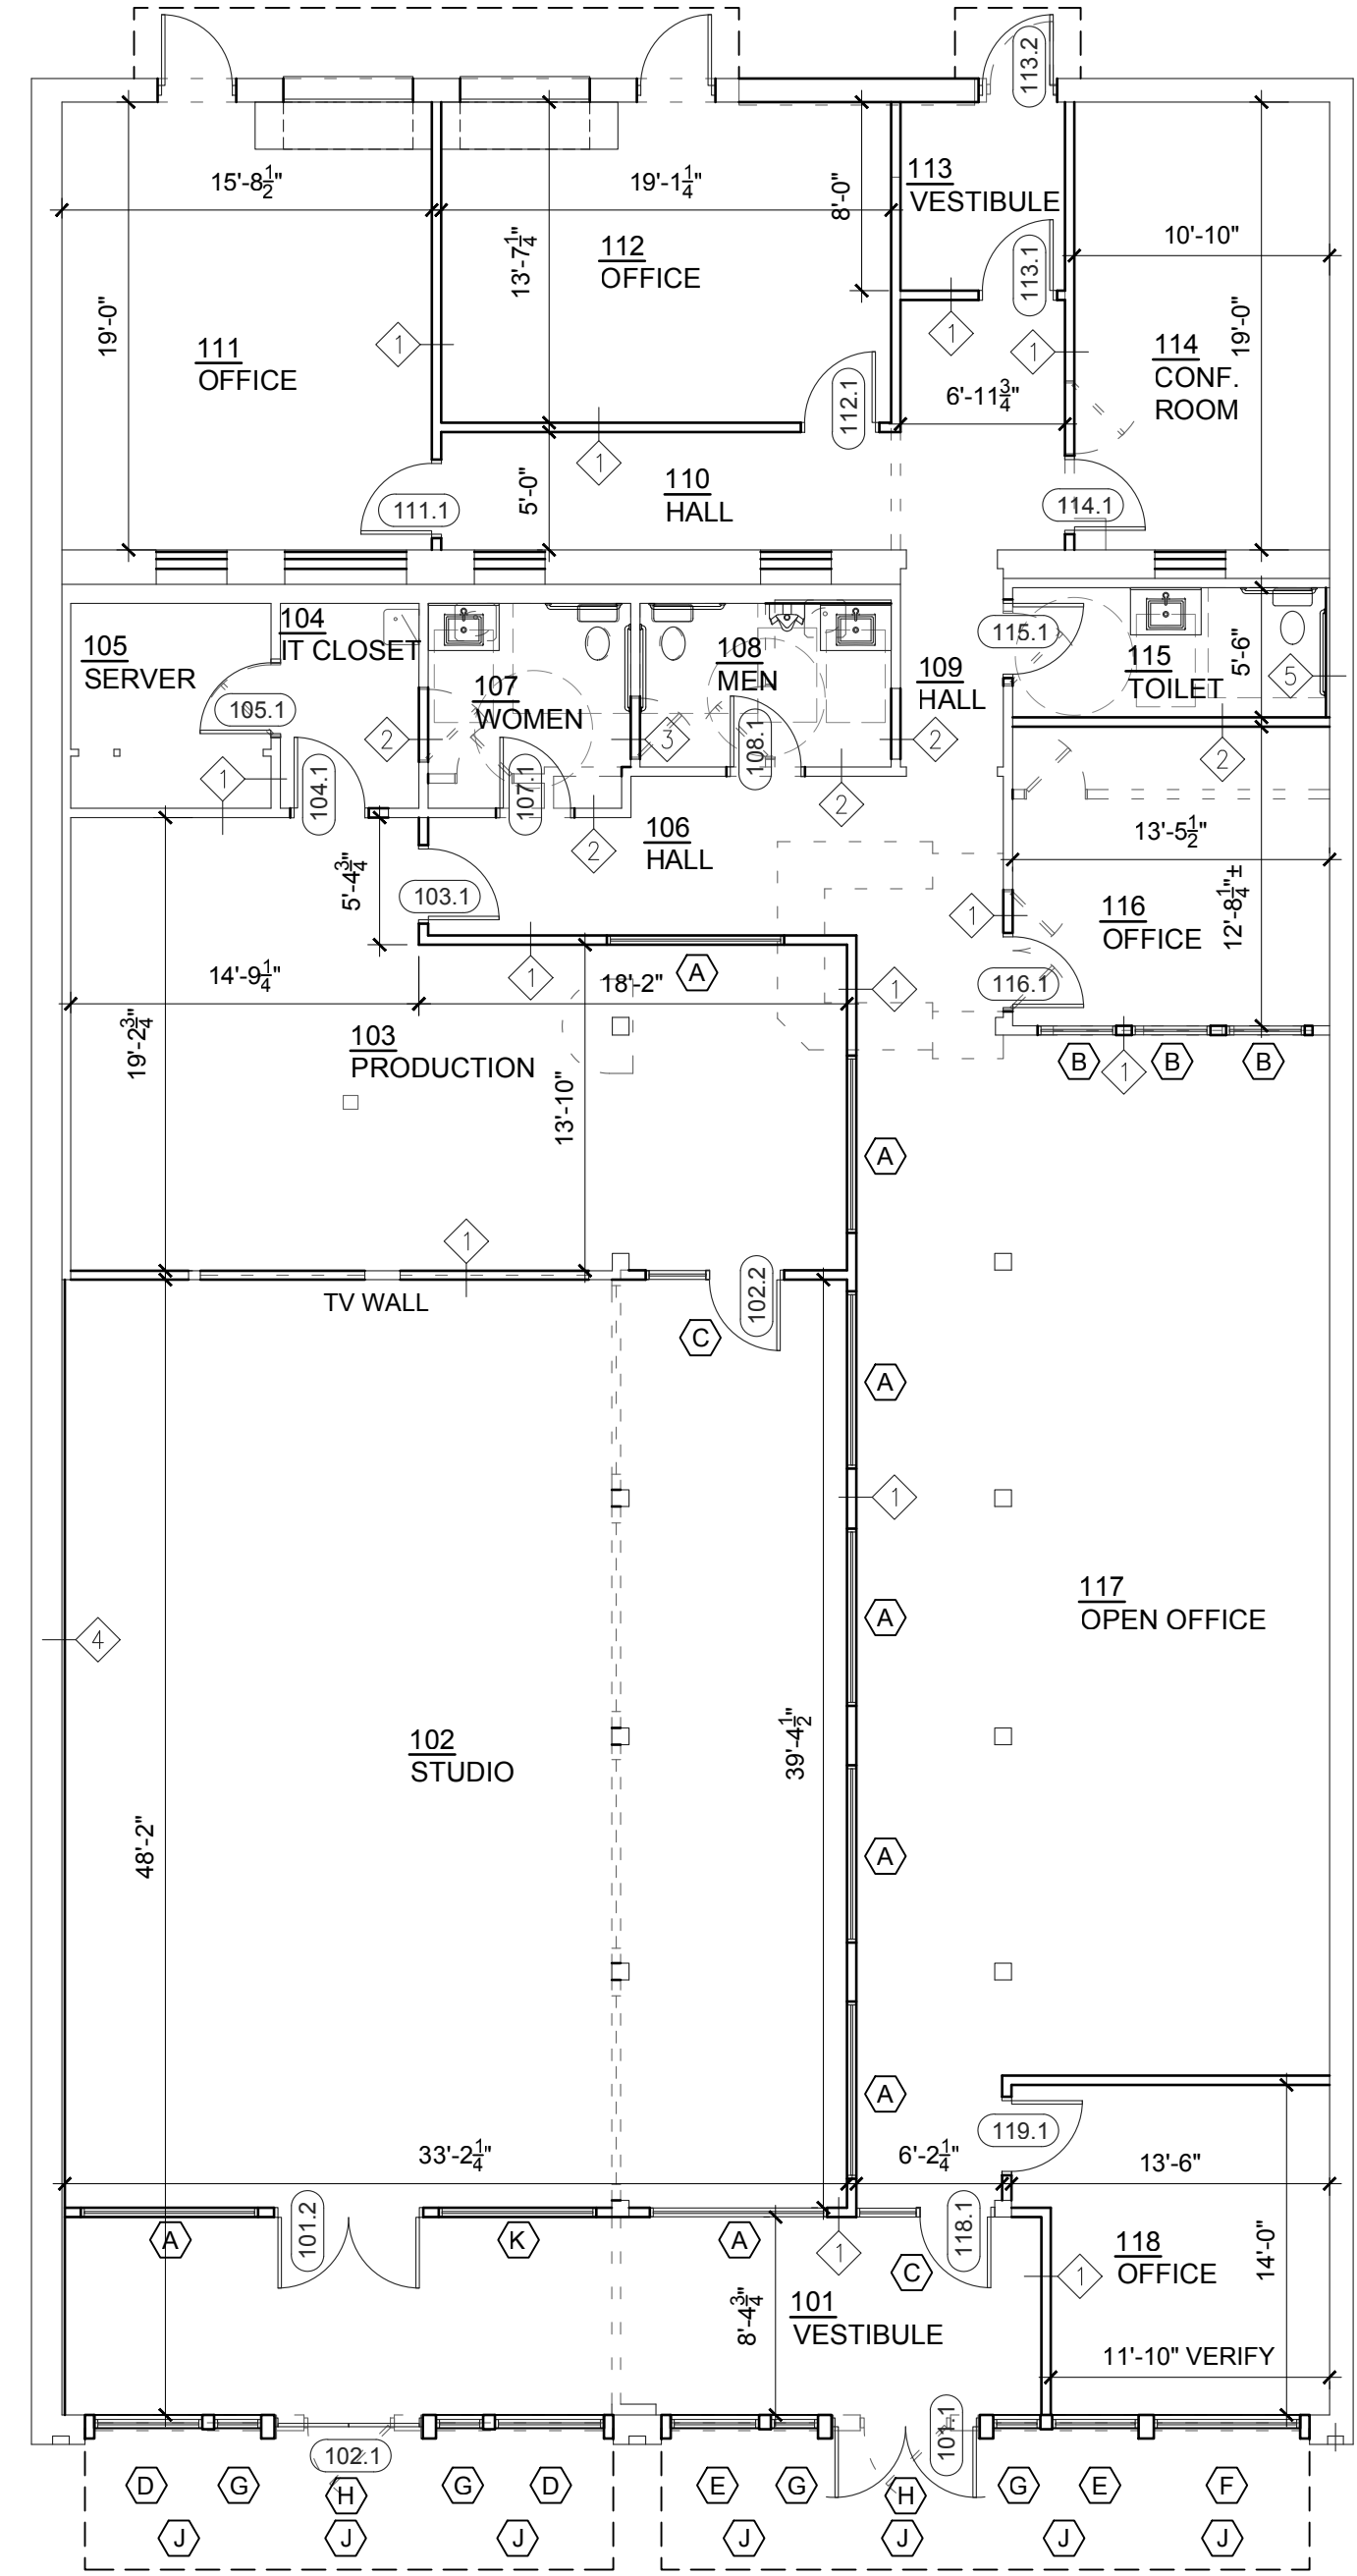 113.2
113
VESTIBULE
15'-8 1/2"
19'-1 1/4"
8'-0"
10'-10"
112
OFFICE
13'-7 1/4"
113.1
19'-0"
111
OFFICE
1
1
1
114
CONF.
ROOM
19'-0"
112.1
6'-11 3/4"
1
110
HALL
5'-0"
111.1
114.1
104
IT CLOSET
105
SERVER
107
WOMEN
108
MEN
109
HALL
115.1
115
TOILET
5'-6"
5
105.1
2
3
108.1
2
2
1
104.1
107.1
2
2
106
HALL
13'-5 1/2"
5'-4 3/4"
103.1
1
116
OFFICE
12'-8 1/4"±
14'-9 1/4"
1
A
18'-2"
1
116.1
19'-2 3/4"
103
PRODUCTION
13'-10"
B
1
B
B
A
1
TV WALL
102.2
C
A
1
117
OPEN OFFICE
A
4
102
STUDIO
39'-4 1/2"
48'-2"
A
A
119.1
33'-2 1/4"
6'-2 1/4"
13'-6"
101.2
118.1
A
K
A
1
C
118
OFFICE
14'-0"
1
8'-4 3/4"
101
VESTIBULE
11'-10" VERIFY
102.1
101.1
D
G
H
G
D
E
G
H
G
E
F
J
J
J
J
J
J
J